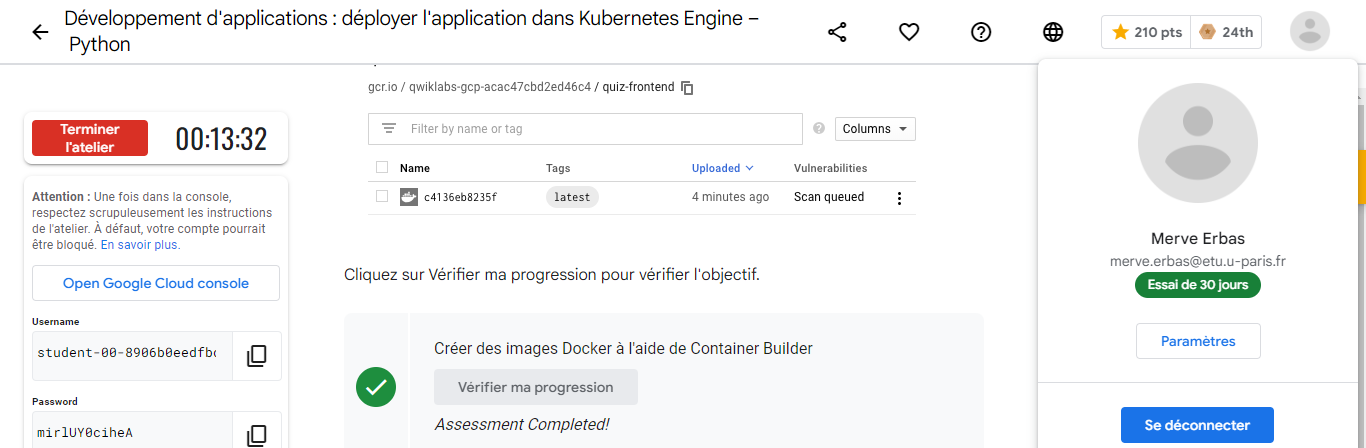 Développement d'applications : déployer l'application dans Kubernetes Engine –
Python
210 pts
24th
Terminer
l'atelier
00:13:32
Attention : Une fois dans la console,
respectez scrupuleusement les instructions
de l'atelier. À défaut, votre compte pourrait
être bloqué. En savoir plus.
Open Google Cloud console
Username
student-00-8906b0eedfb
Password
mirlUY0ciheA
gcr.io / qwiklabs-gcp-acac47cbd2ed46c4 / quiz-frontend
Filter by name or tag
Columns
Name Tags Uploaded Vulnerabilities
c4136eb8235f latest 4 minutes ago Scan queued
Cliquez sur Vérifier ma progression pour vérifier l'objectif.
Créer des images Docker à l'aide de Container Builder
Vérifier ma progression
Assessment Completed!
Merve Erbas
merve.erbas@etu.u-paris.fr
Essai de 30 jours
Paramètres
Se déconnecter